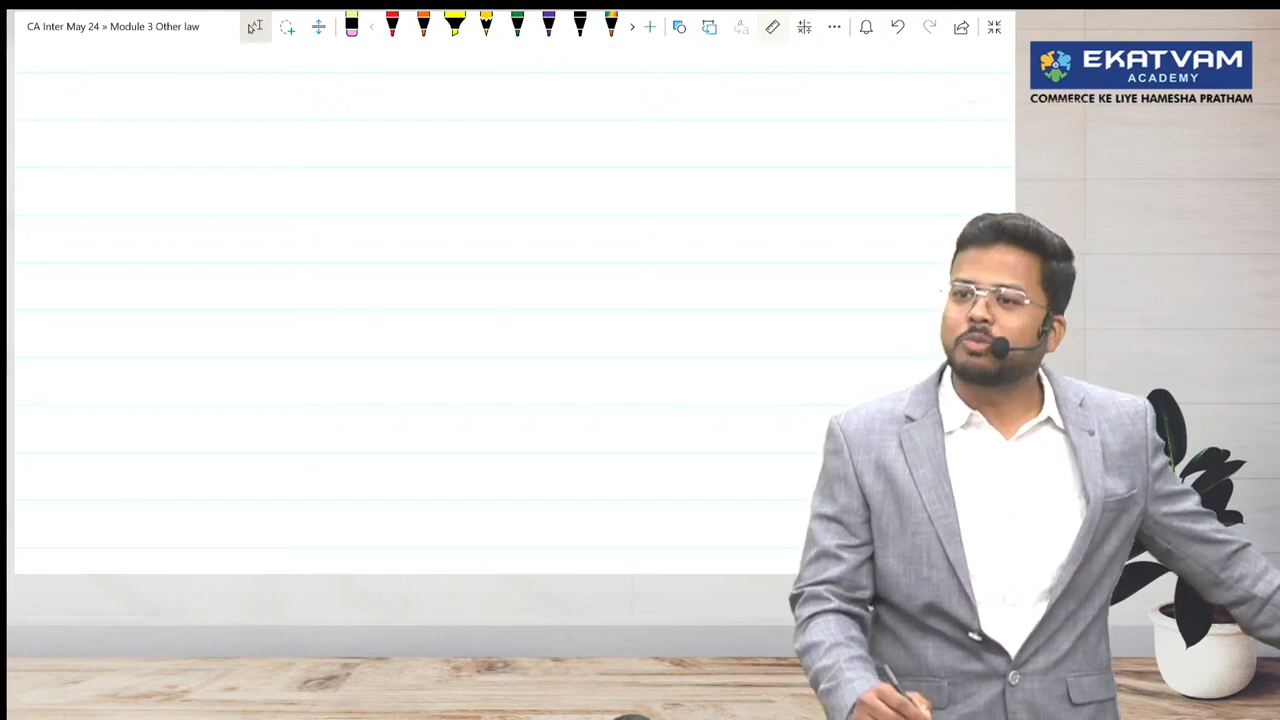 CA Inter May 24 » Module 3 Other law
EKATVAM
ACADEMY
COMMERCE KE LIYE HAMESHA PRATHAM